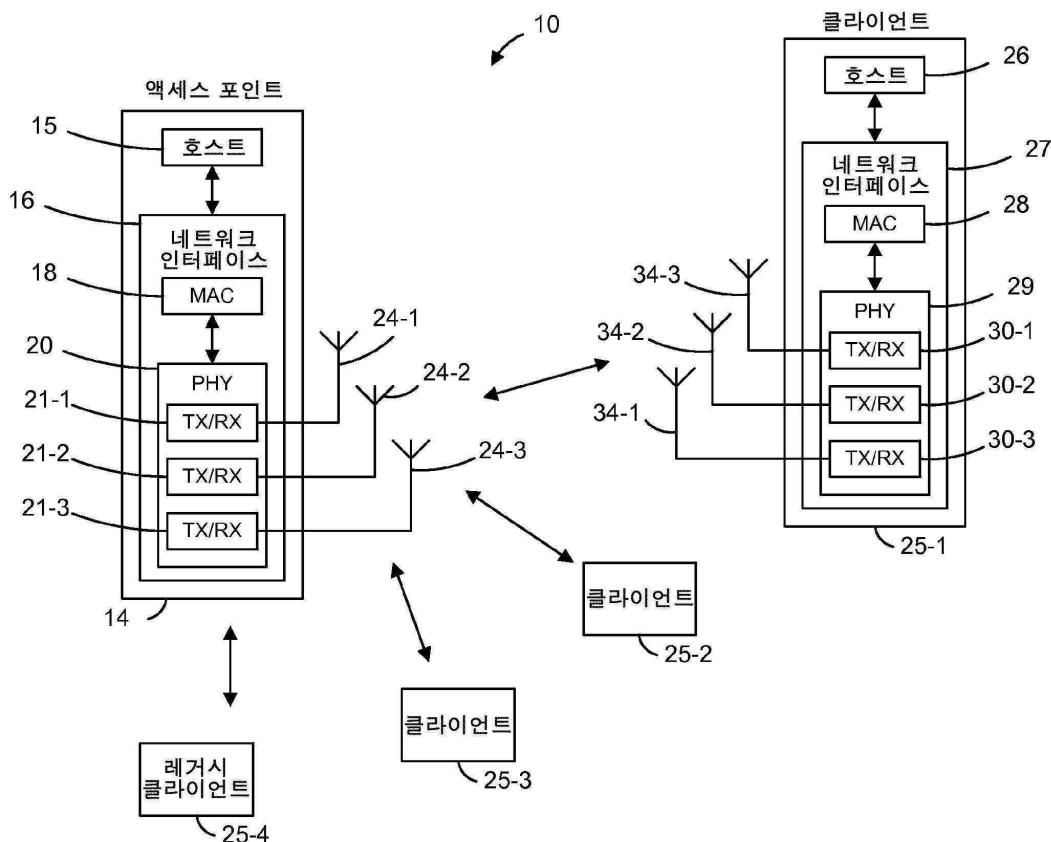 10
액세스 포인트
15
호스트
16
네트워크
인터페이스
18
MAC
20
PHY
21-1
TX/RX
21-2
TX/RX
21-3
TX/RX
14
24-1
24-2
24-3
클라이언트
26
호스트
27
네트워크
인터페이스
28
MAC
29
PHY
34-3
TX/RX
30-1
34-2
TX/RX
30-2
34-1
TX/RX
30-3
25-1
클라이언트
25-2
클라이언트
25-3
레거시
클라이언트
25-4